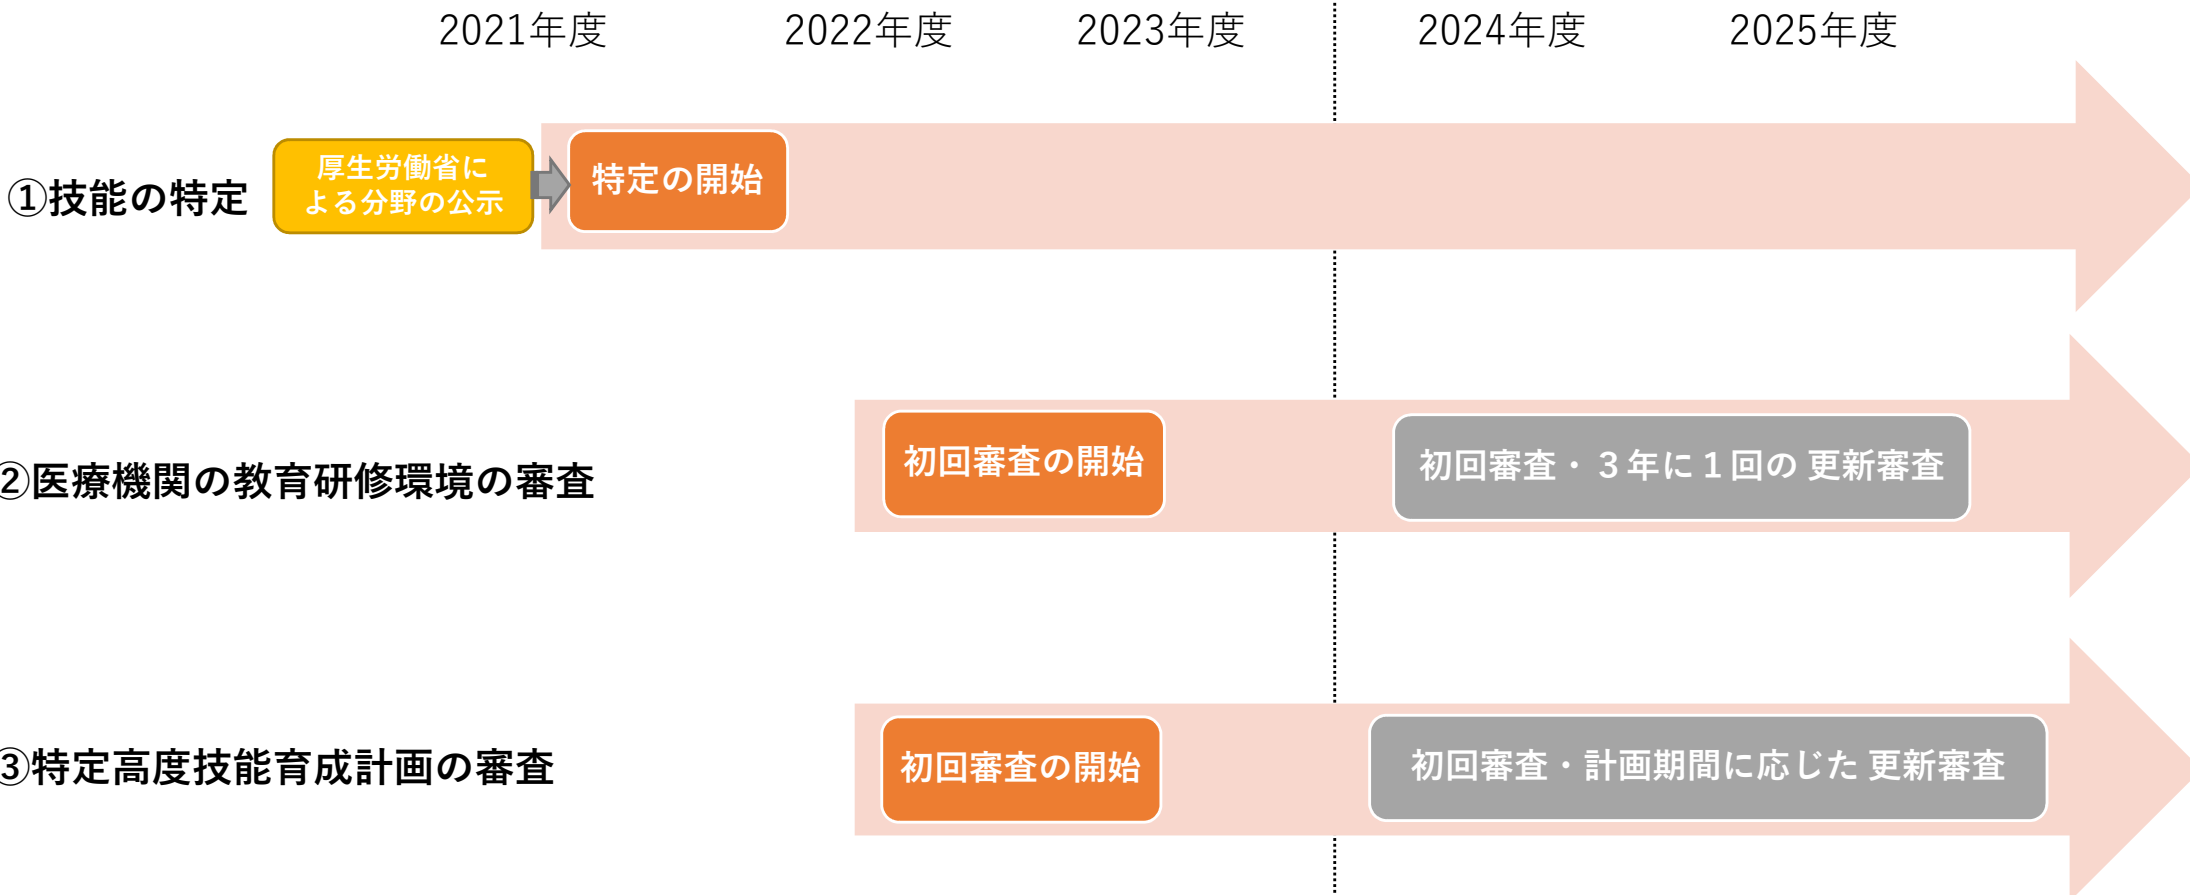 2021年度 2022年度 2023年度 2024年度 2025年度
①技能の特定
厚生労働省に
よる分野の公示
特定の開始
②医療機関の教育研修環境の審査
初回審査の開始
初回審査・３年に１回の 更新審査
③特定高度技能育成計画の審査
初回審査の開始
初回審査・計画期間に応じた 更新審査